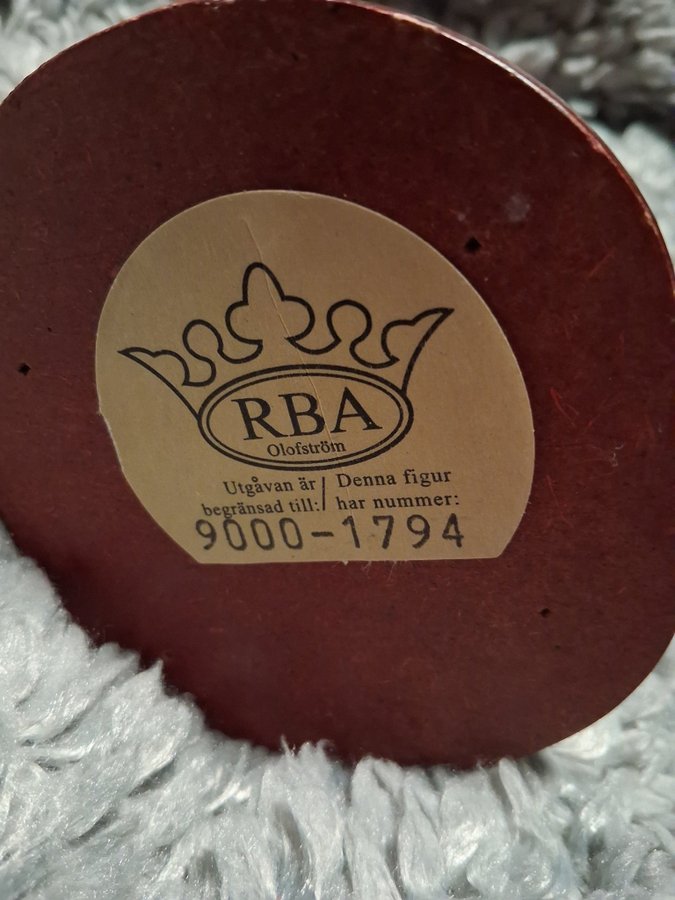 RBA
Olofström
Utgåvan är / Denna figur
begränsad till: har nummer:
9000-1794